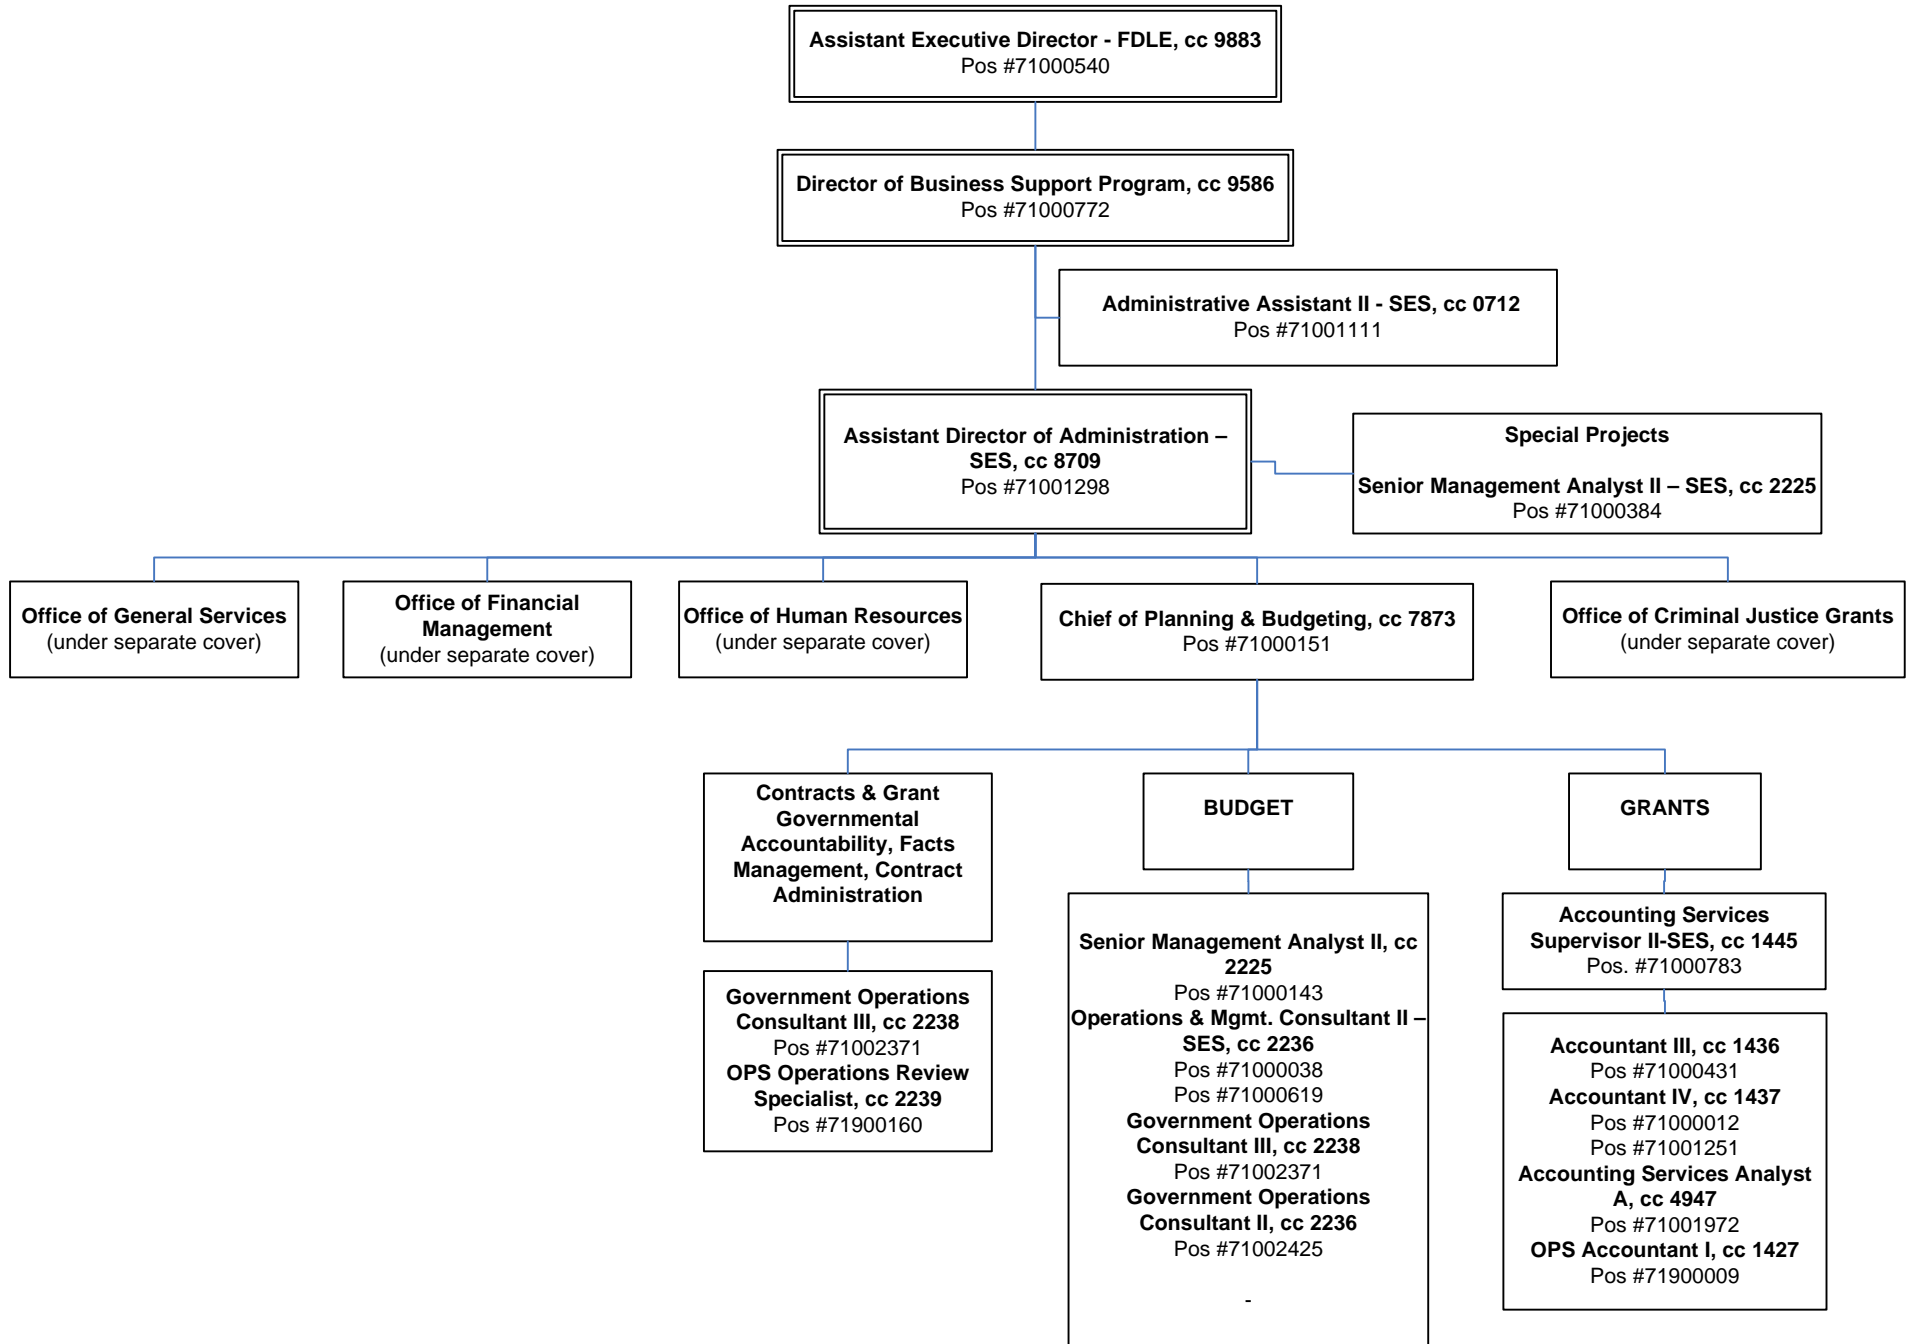 Assistant Executive Director - FDLE, cc 9883
Pos #71000540
Director of Business Support Program, cc 9586
Pos #71000772
Administrative Assistant II - SES, cc 0712
Pos #71001111
Assistant Director of Administration –
SES, cc 8709
Pos #71001298
Special Projects
Senior Management Analyst II – SES, cc 2225
Pos #71000384
Office of General Services
(under separate cover)
Office of Financial
Management
(under separate cover)
Office of Human Resources
(under separate cover)
Chief of Planning & Budgeting, cc 7873
Pos #71000151
Office of Criminal Justice Grants
(under separate cover)
Contracts & Grant
Governmental
Accountability, Facts
Management, Contract
Administration
Government Operations
Consultant III, cc 2238
Pos #71002371
OPS Operations Review
Specialist, cc 2239
Pos #71900160
BUDGET
Senior Management Analyst II, cc
2225
Pos #71000143
Operations & Mgmt. Consultant II –
SES, cc 2236
Pos #71000038
Pos #71000619
Government Operations
Consultant III, cc 2238
Pos #71002371
Government Operations
Consultant II, cc 2236
Pos #71002425
-
GRANTS
Accounting Services
Supervisor II-SES, cc 1445
Pos. #71000783
Accountant III, cc 1436
Pos #71000431
Accountant IV, cc 1437
Pos #71000012
Pos #71001251
Accounting Services Analyst
A, cc 4947
Pos #71001972
OPS Accountant I, cc 1427
Pos #71900009